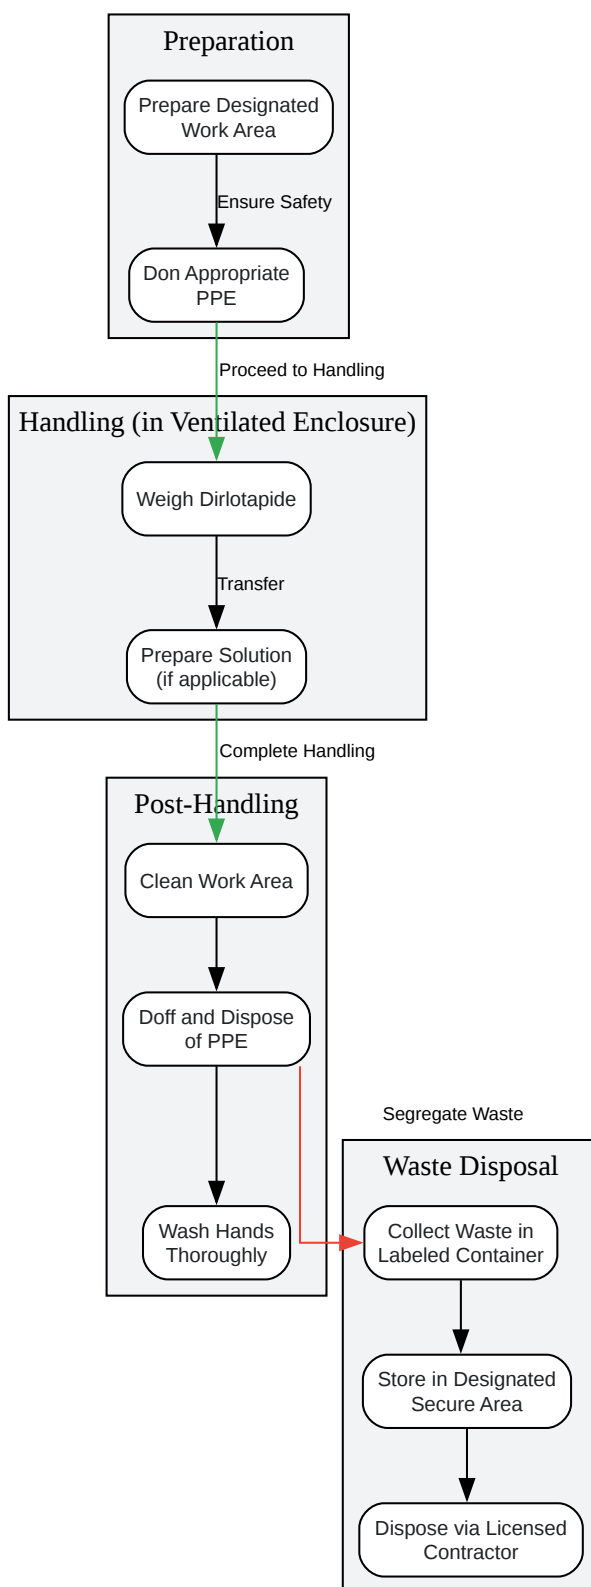 Preparation
Prepare Designated
Work Area
Ensure Safety
Don Appropriate
PPE
Proceed to Handling
Handling (in Ventilated Enclosure)
Weigh Dirlotapide
Transfer
Prepare Solution
(if applicable)
Complete Handling
Post-Handling
Clean Work Area
Doff and Dispose
of PPE
Segregate Waste
Waste Disposal
Wash Hands
Thoroughly
Collect Waste in
Labeled Container
Store in Designated
Secure Area
Dispose via Licensed
Contractor